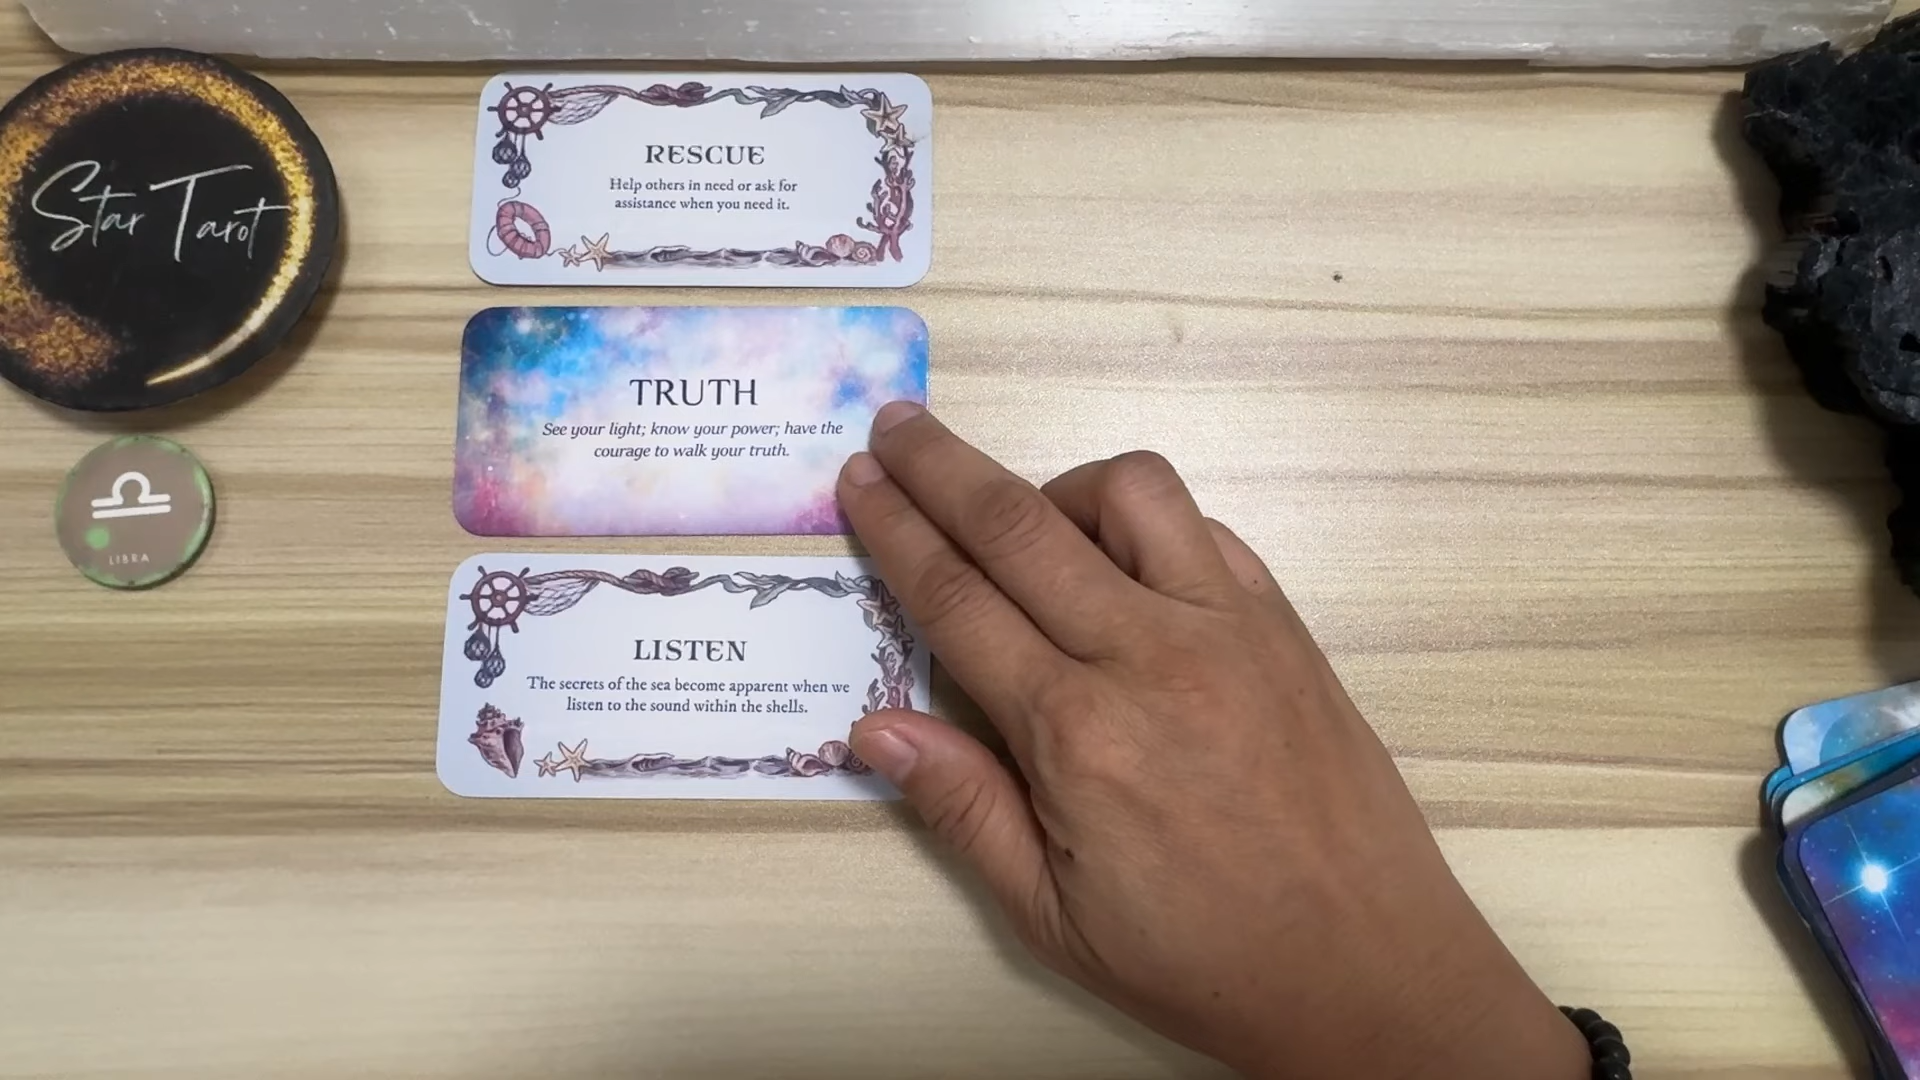 Star Tarot
LIBRA
RESCUE
Help others in need or ask for
assistance when you need it.
TRUTH
See your light; know your power; have the
courage to walk your truth.
LISTEN
The secrets of the sea become apparent when we
listen to the sound within the shells.